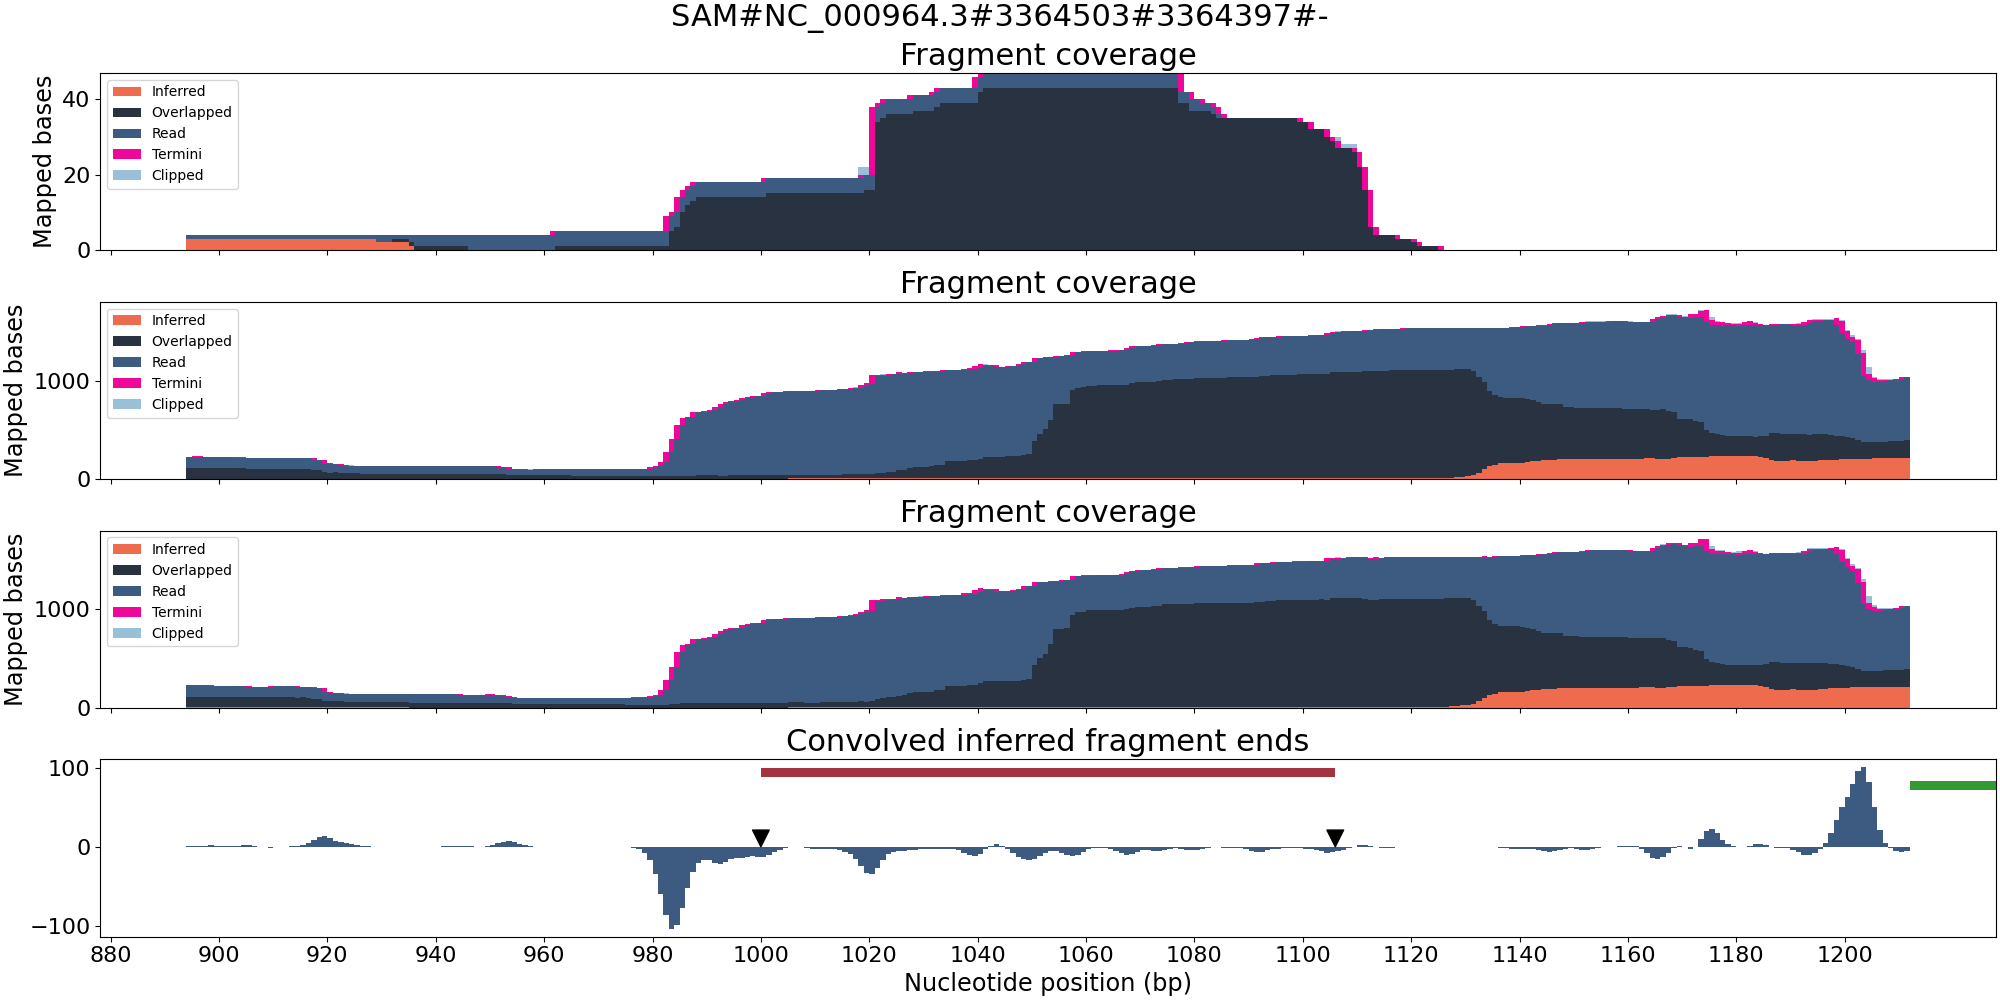 SAM#NC_000964.3#3364503#3364397#-
Fragment coverage
Mapped bases
40
20
0
Inferred
Overlapped
Read
Termini
Clipped
Fragment coverage
Mapped bases
1000
0
Inferred
Overlapped
Read
Termini
Clipped
Fragment coverage
Mapped bases
1000
0
Inferred
Overlapped
Read
Termini
Clipped
Convolved inferred fragment ends
100
0
−100
880 900 920 940 960 980 1000 1020 1040 1060 1080 1100 1120 1140 1160 1180 1200
Nucleotide position (bp)